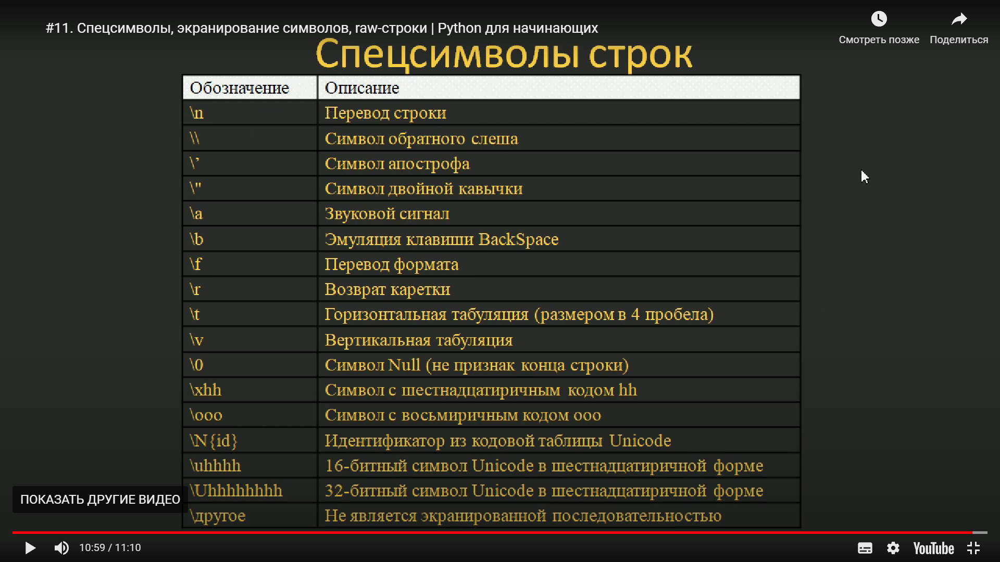 #11. Спецсимволы, экранирование символов, raw-строки | Python для начинающих
Смотреть позже
Поделиться
Спецсимволы строк
Обозначение Описание
\n Перевод строки
\\ Символ обратного слеша
\’ Символ апострофа
\" Символ двойной кавычки
\a Звуковой сигнал
\b Эмуляция клавиши BackSpace
\f Перевод формата
\r Возврат каретки
\t Горизонтальная табуляция (размером в 4 пробела)
\v Вертикальная табуляция
\0 Символ Null (не признак конца строки)
\xhh Символ с шестнадцатиричным кодом hh
\ooo Символ с восьмиричным кодом ooo
\N{id} Идентификатор из кодовой таблицы Unicode
\uhhhh 16-битный символ Unicode в шестнадцатиричной форме
\Uhhhhhhhh 32-битный символ Unicode в шестнадцатиричной форме
ПОКАЗАТЬ ДРУГИЕ ВИДЕО
\другое Не является экранированной последовательностью
10:59 / 11:10
YouTube